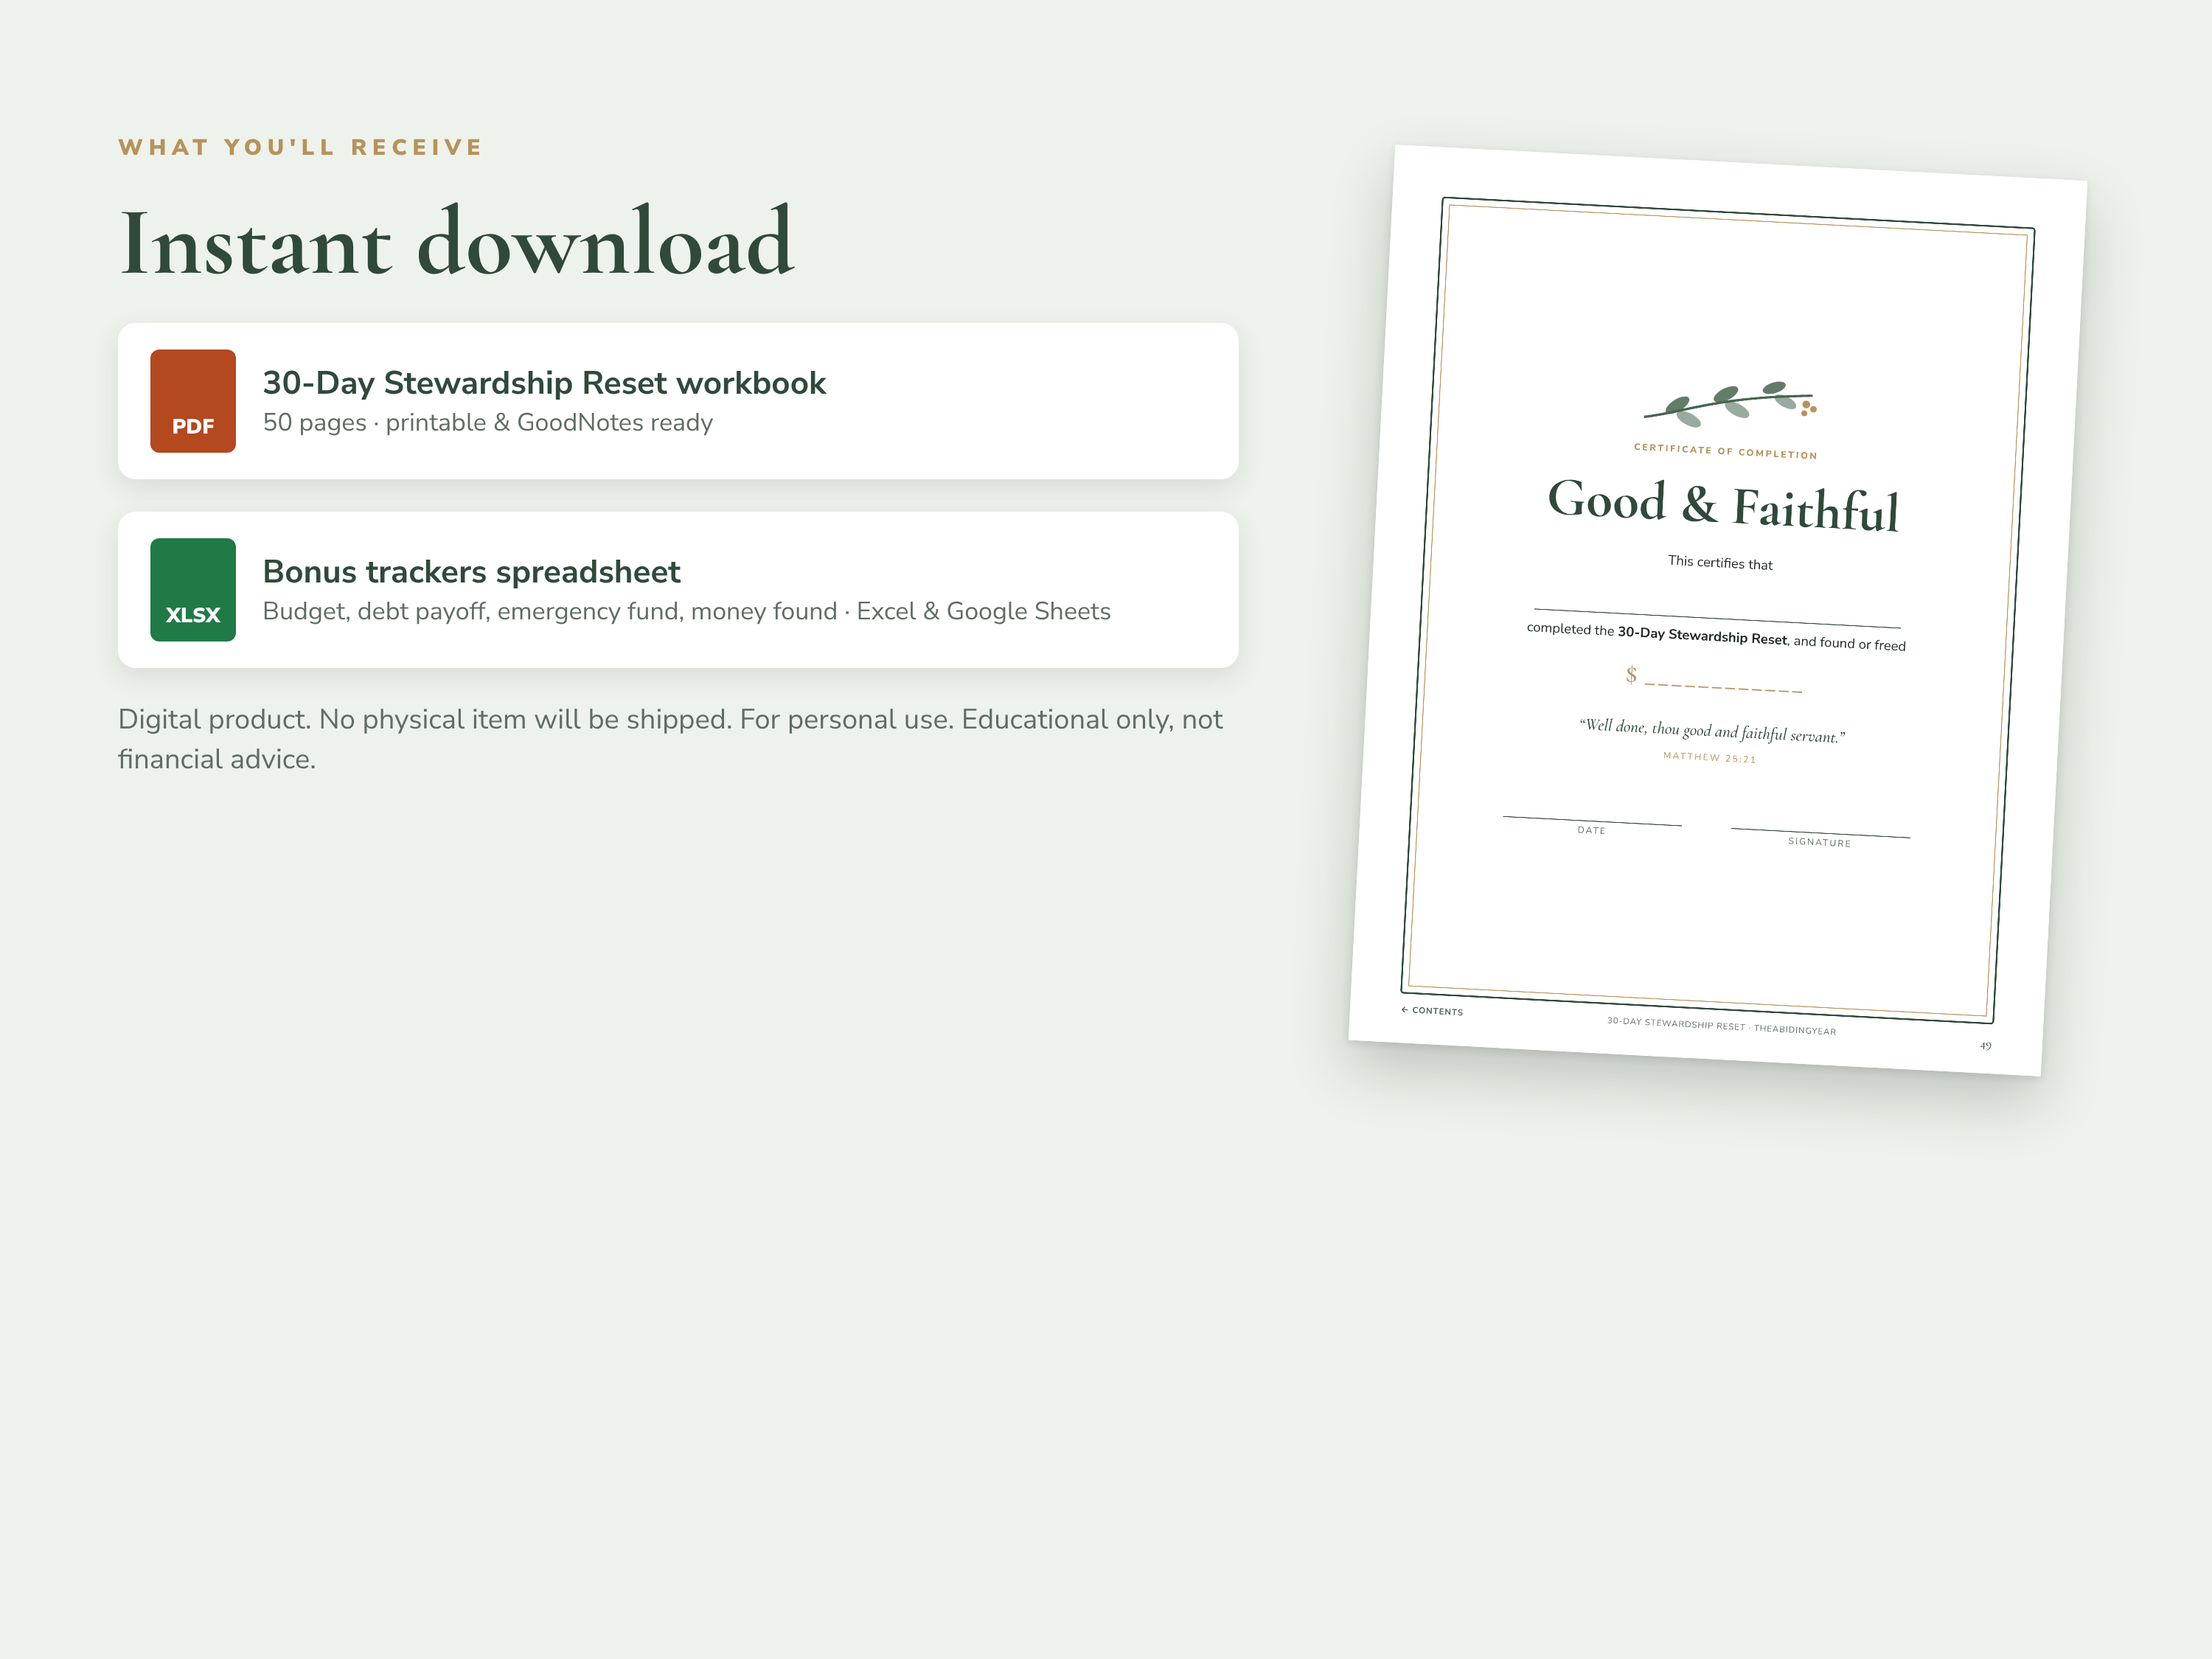 WHAT YOU'LL RECEIVE
Instant download
PDF
30-Day Stewardship Reset workbook
50 pages · printable & GoodNotes ready
XLSX
Bonus trackers spreadsheet
Budget, debt payoff, emergency fund, money found · Excel & Google Sheets
Digital product. No physical item will be shipped. For personal use. Educational only, not
financial advice.
CERTIFICATE OF COMPLETION
Good & Faithful
This certifies that
completed the 30-Day Stewardship Reset, and found or freed
$ ____________
“Well done, thou good and faithful servant.”
MATTHEW 25:21
DATE
SIGNATURE
← CONTENTS
30-DAY STEWARDSHIP RESET · THEABIDINGYEAR
49